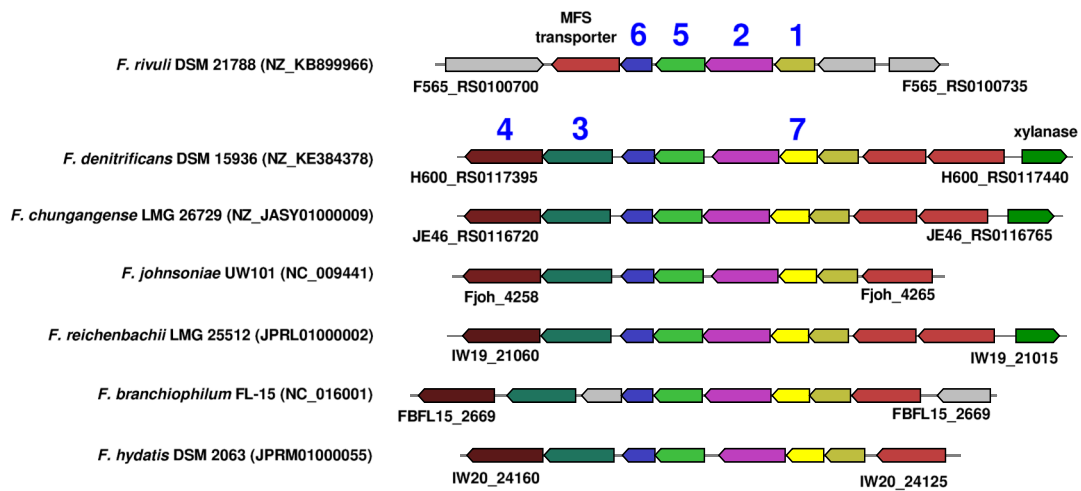 MFS
transporter 6 5 2 1
F. rivuli DSM 21788 (NZ_KB899966)
F565_RS0100700 F565_RS0100735
4 3 7 xylanase
F. denitrificans DSM 15936 (NZ_KE384378)
H600_RS0117395 H600_RS0117440
F. chungangense LMG 26729 (NZ_JASY01000009)
JE46_RS0116720 JE46_RS0116765
F. johnsoniae UW101 (NC_009441)
Fjoh_4258 Fjoh_4265
F. reichenbachii LMG 25512 (JPRL01000002)
IW19_21060 IW19_21015
F. branchiophilum FL-15 (NC_016001)
FBFL15_2669 FBFL15_2669
F. hydatis DSM 2063 (JPRM01000055)
IW20_24160 IW20_24125